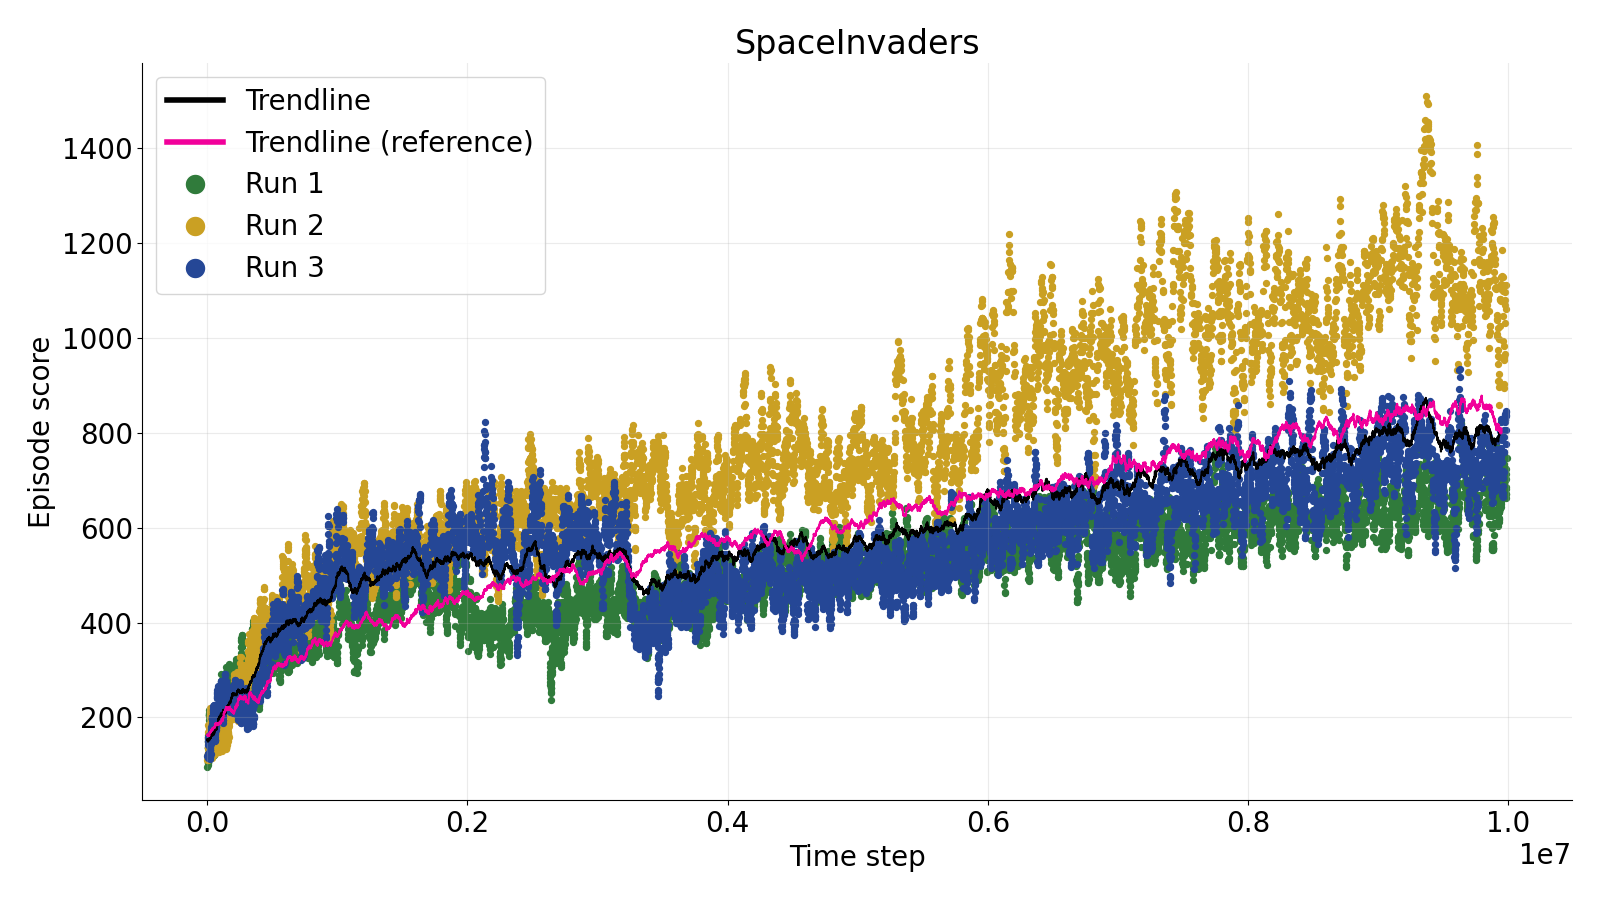 SpaceInvaders
Trendline
Trendline (reference)
Run 1
Run 2
Run 3
Episode score
1400
1200
1000
800
600
400
200
0.0 0.2 0.4 0.6 0.8 1.0
1e7
Time step